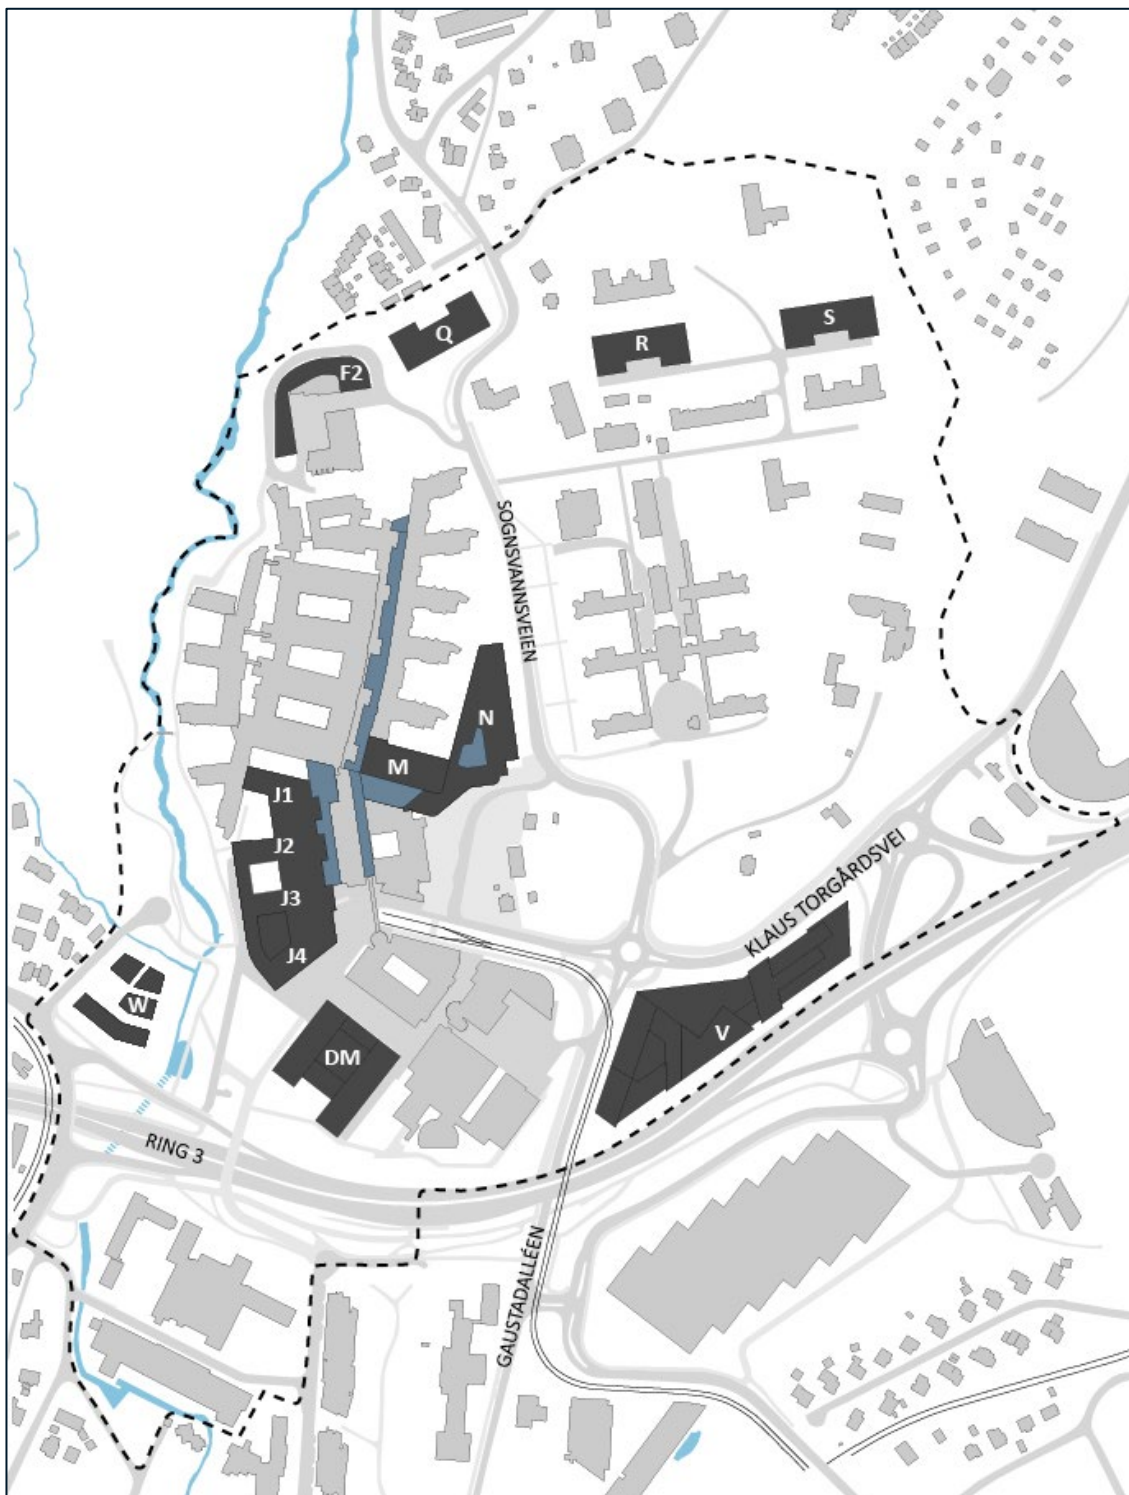 S
R
Q
F2
SOGNSVANNSVEIEN
N
M
J1
J2
J3
J4
KLAUS TORGÅRDSVEI
W
V
DM
RING 3
GAUSTADALLÉEN